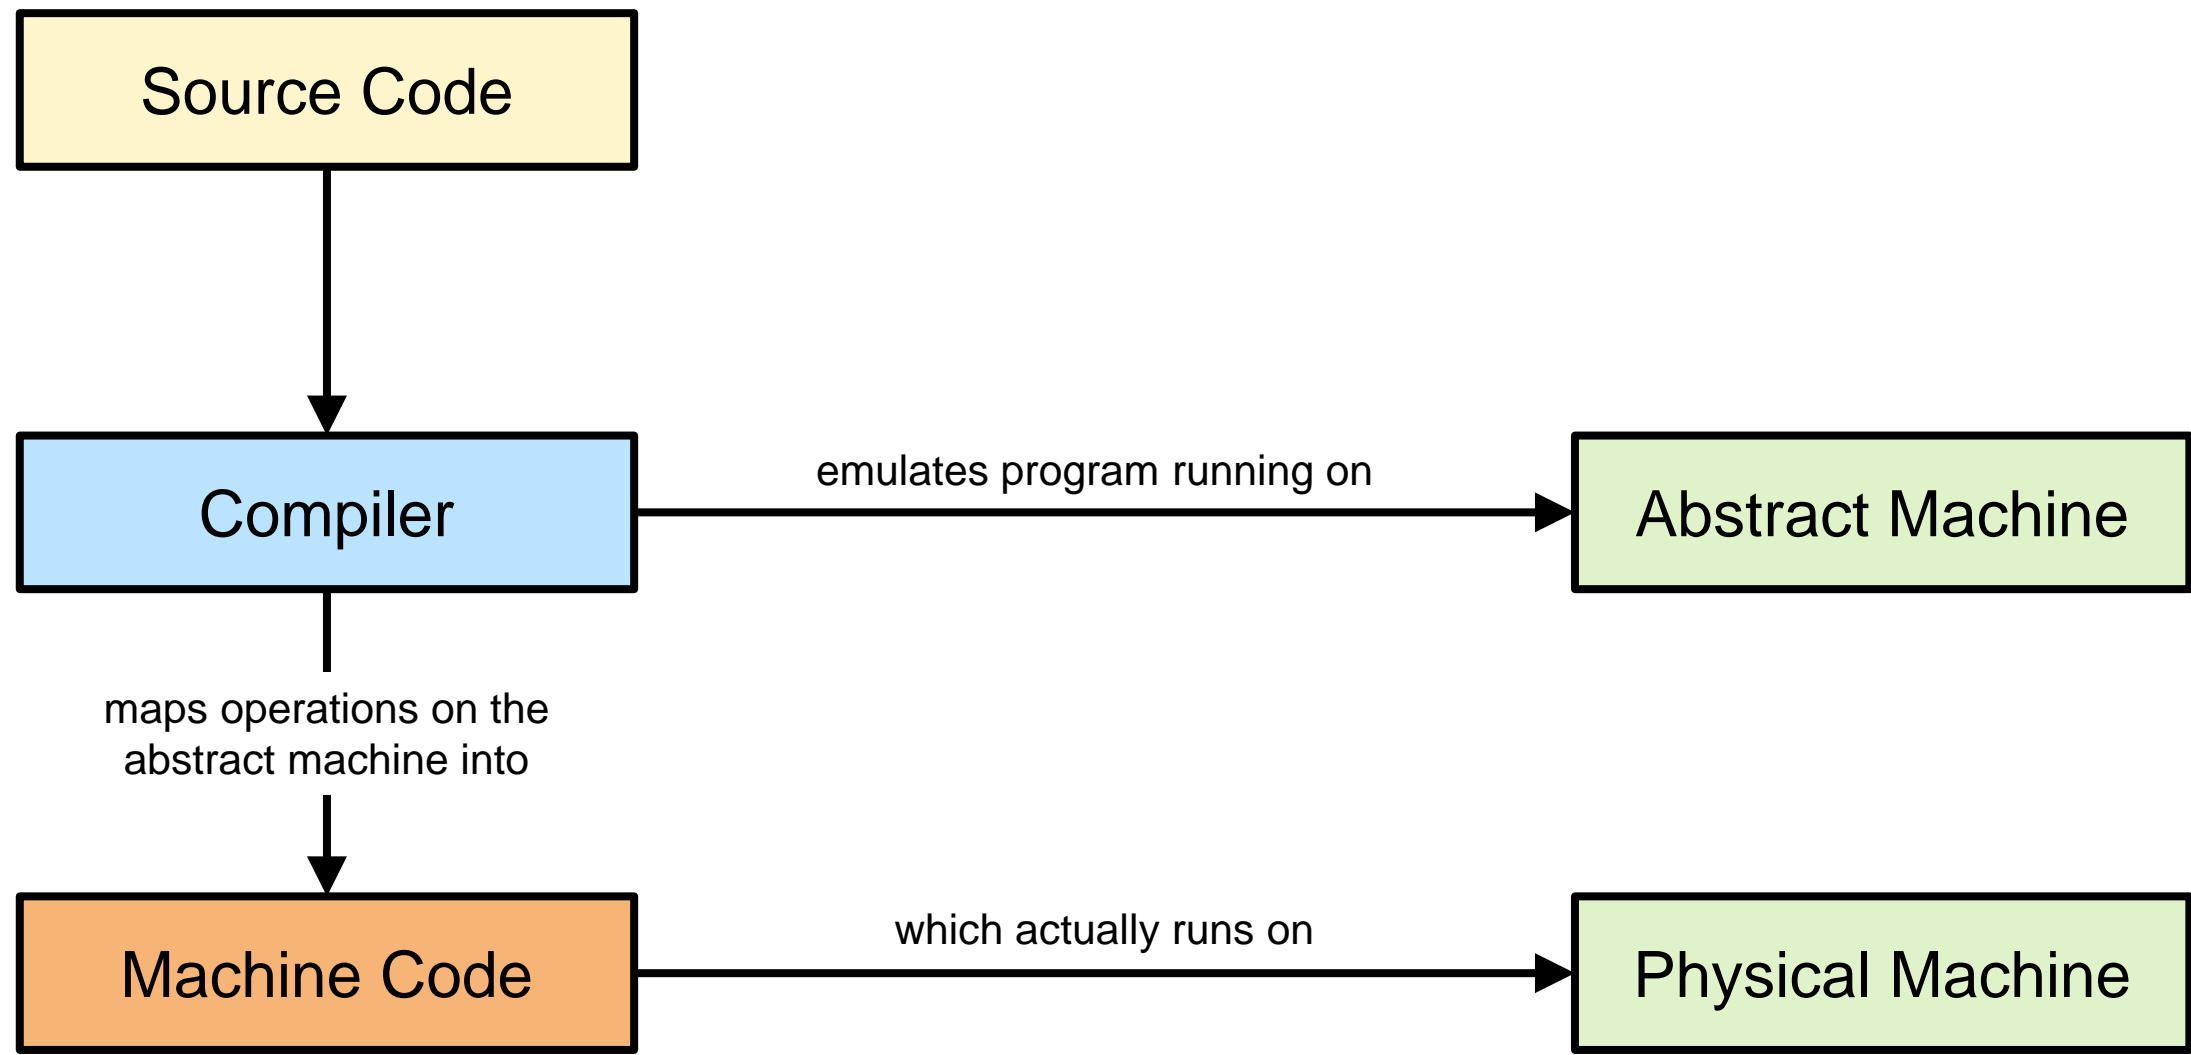 Source Code
Compiler
emulates program running on
Abstract Machine
maps operations on the
abstract machine into
Machine Code
which actually runs on
Physical Machine